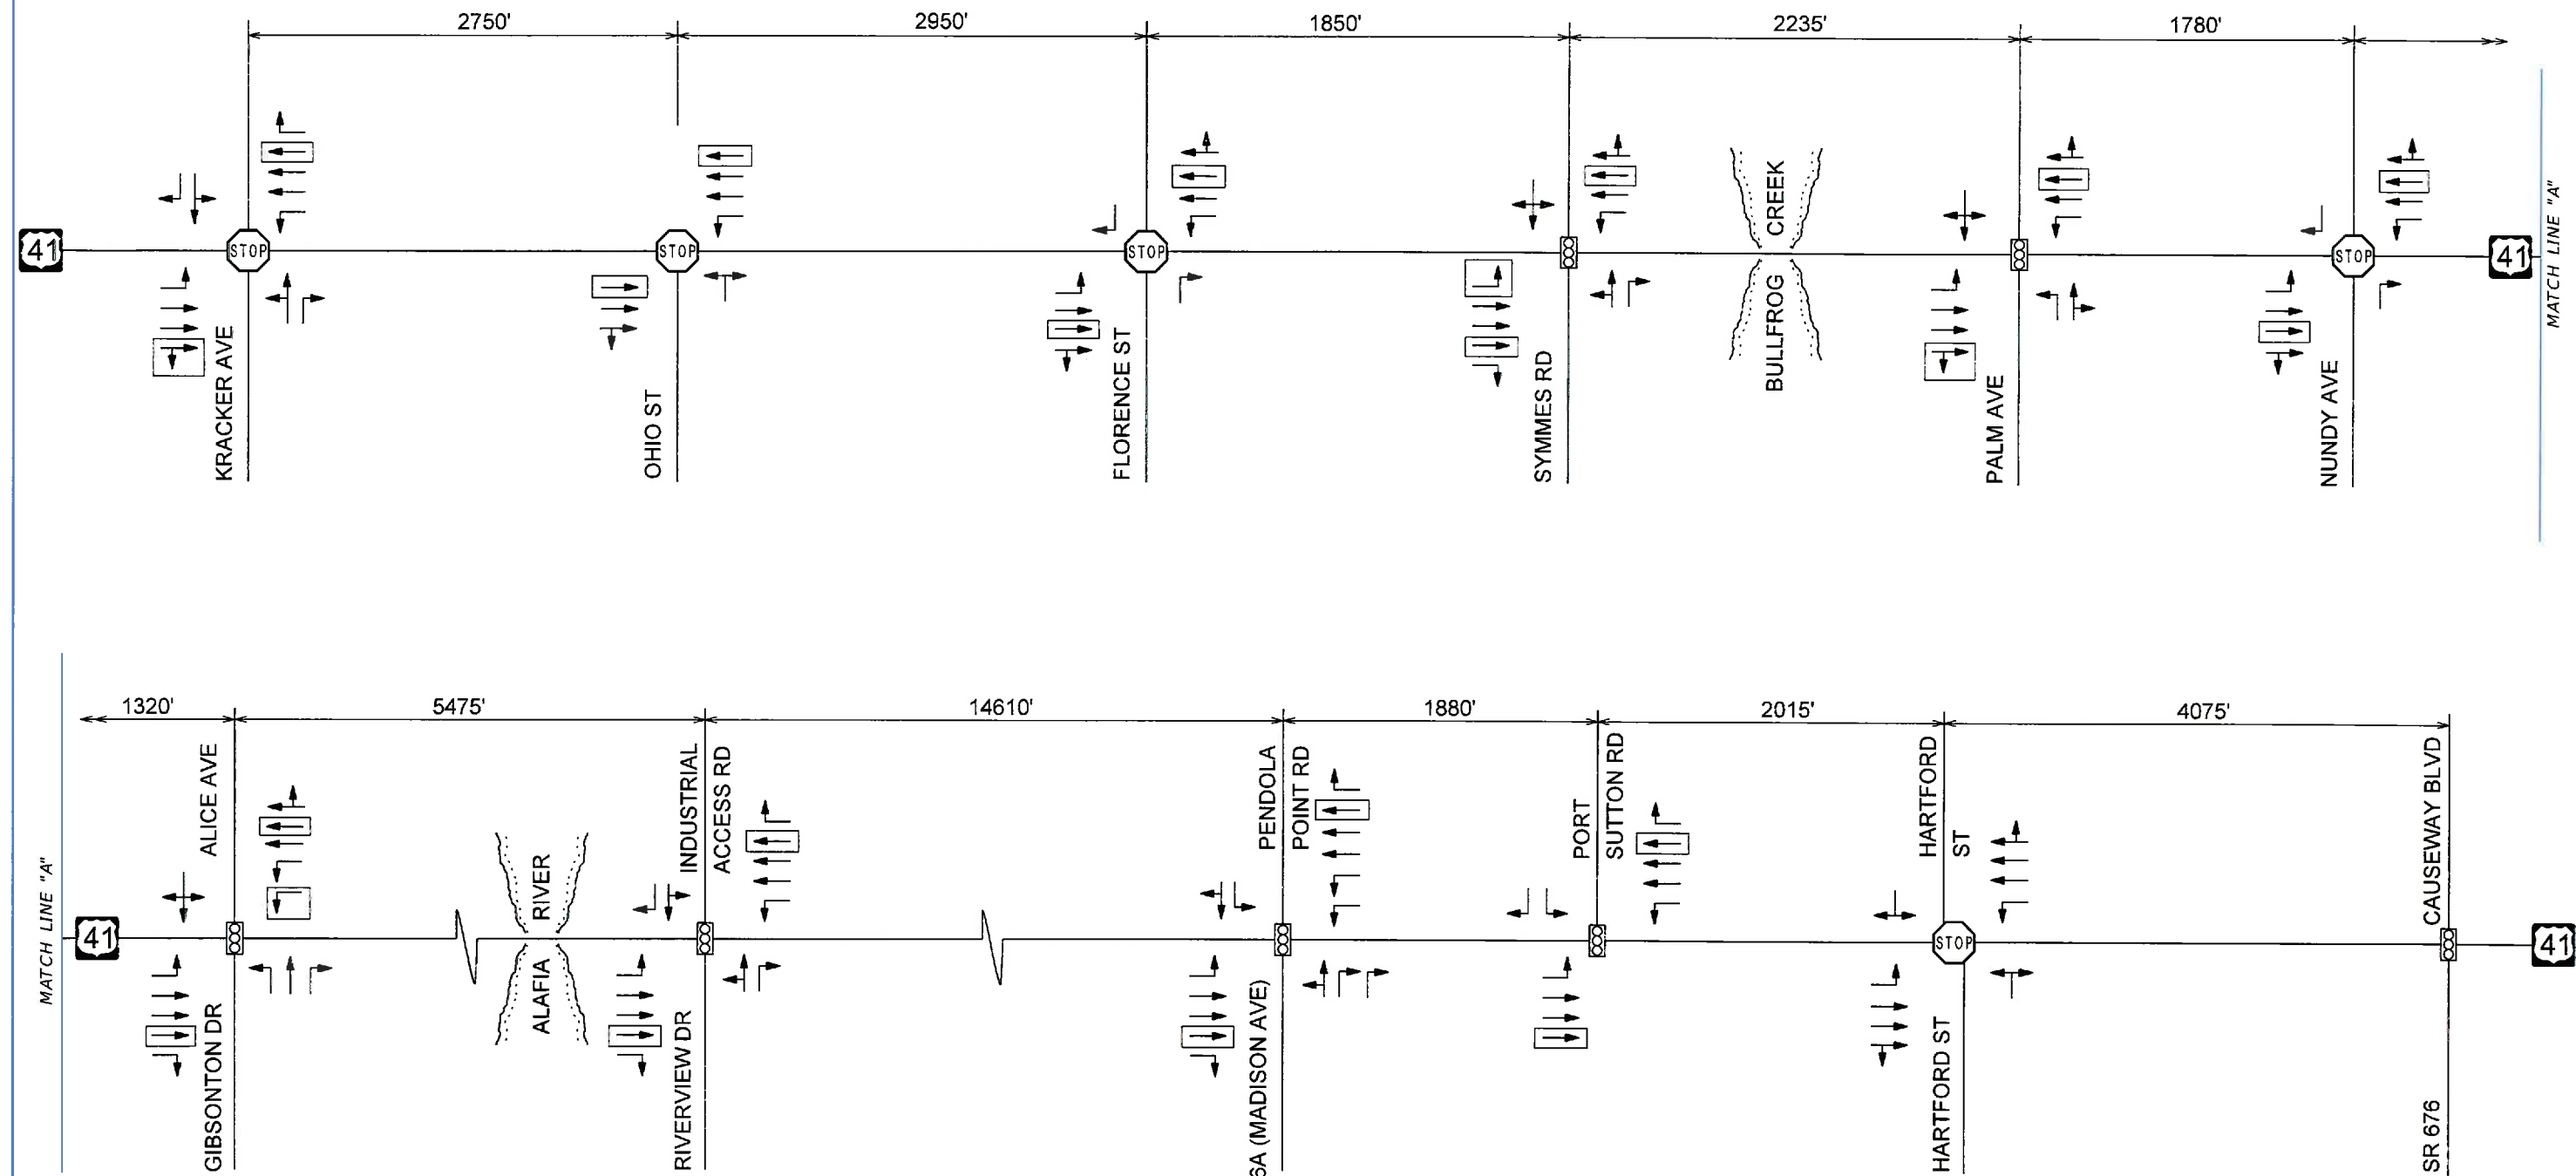 2750'
2950'
1850'
2235'
1780'
41
STOP
STOP
STOP
STOP
41
KRACKER AVE
OHIO ST
FLORENCE ST
SYMMES RD
BULLFROG CREEK
PALM AVE
NUNDY AVE
MATCH LINE "A"
1320'
5475'
14610'
1880'
2015'
4075'
MATCH LINE "A"
41
ALICE AVE
GIBSONTON DR
ALAFIA RIVER
INDUSTRIAL
ACCESS RD
RIVERVIEW DR
PENDOLA
POINT RD
6A (MADISON AVE)
PORT
SUTTON RD
HARTFORD
ST
STOP
HARTFORD ST
CAUSEWAY BLVD
SR 676
41